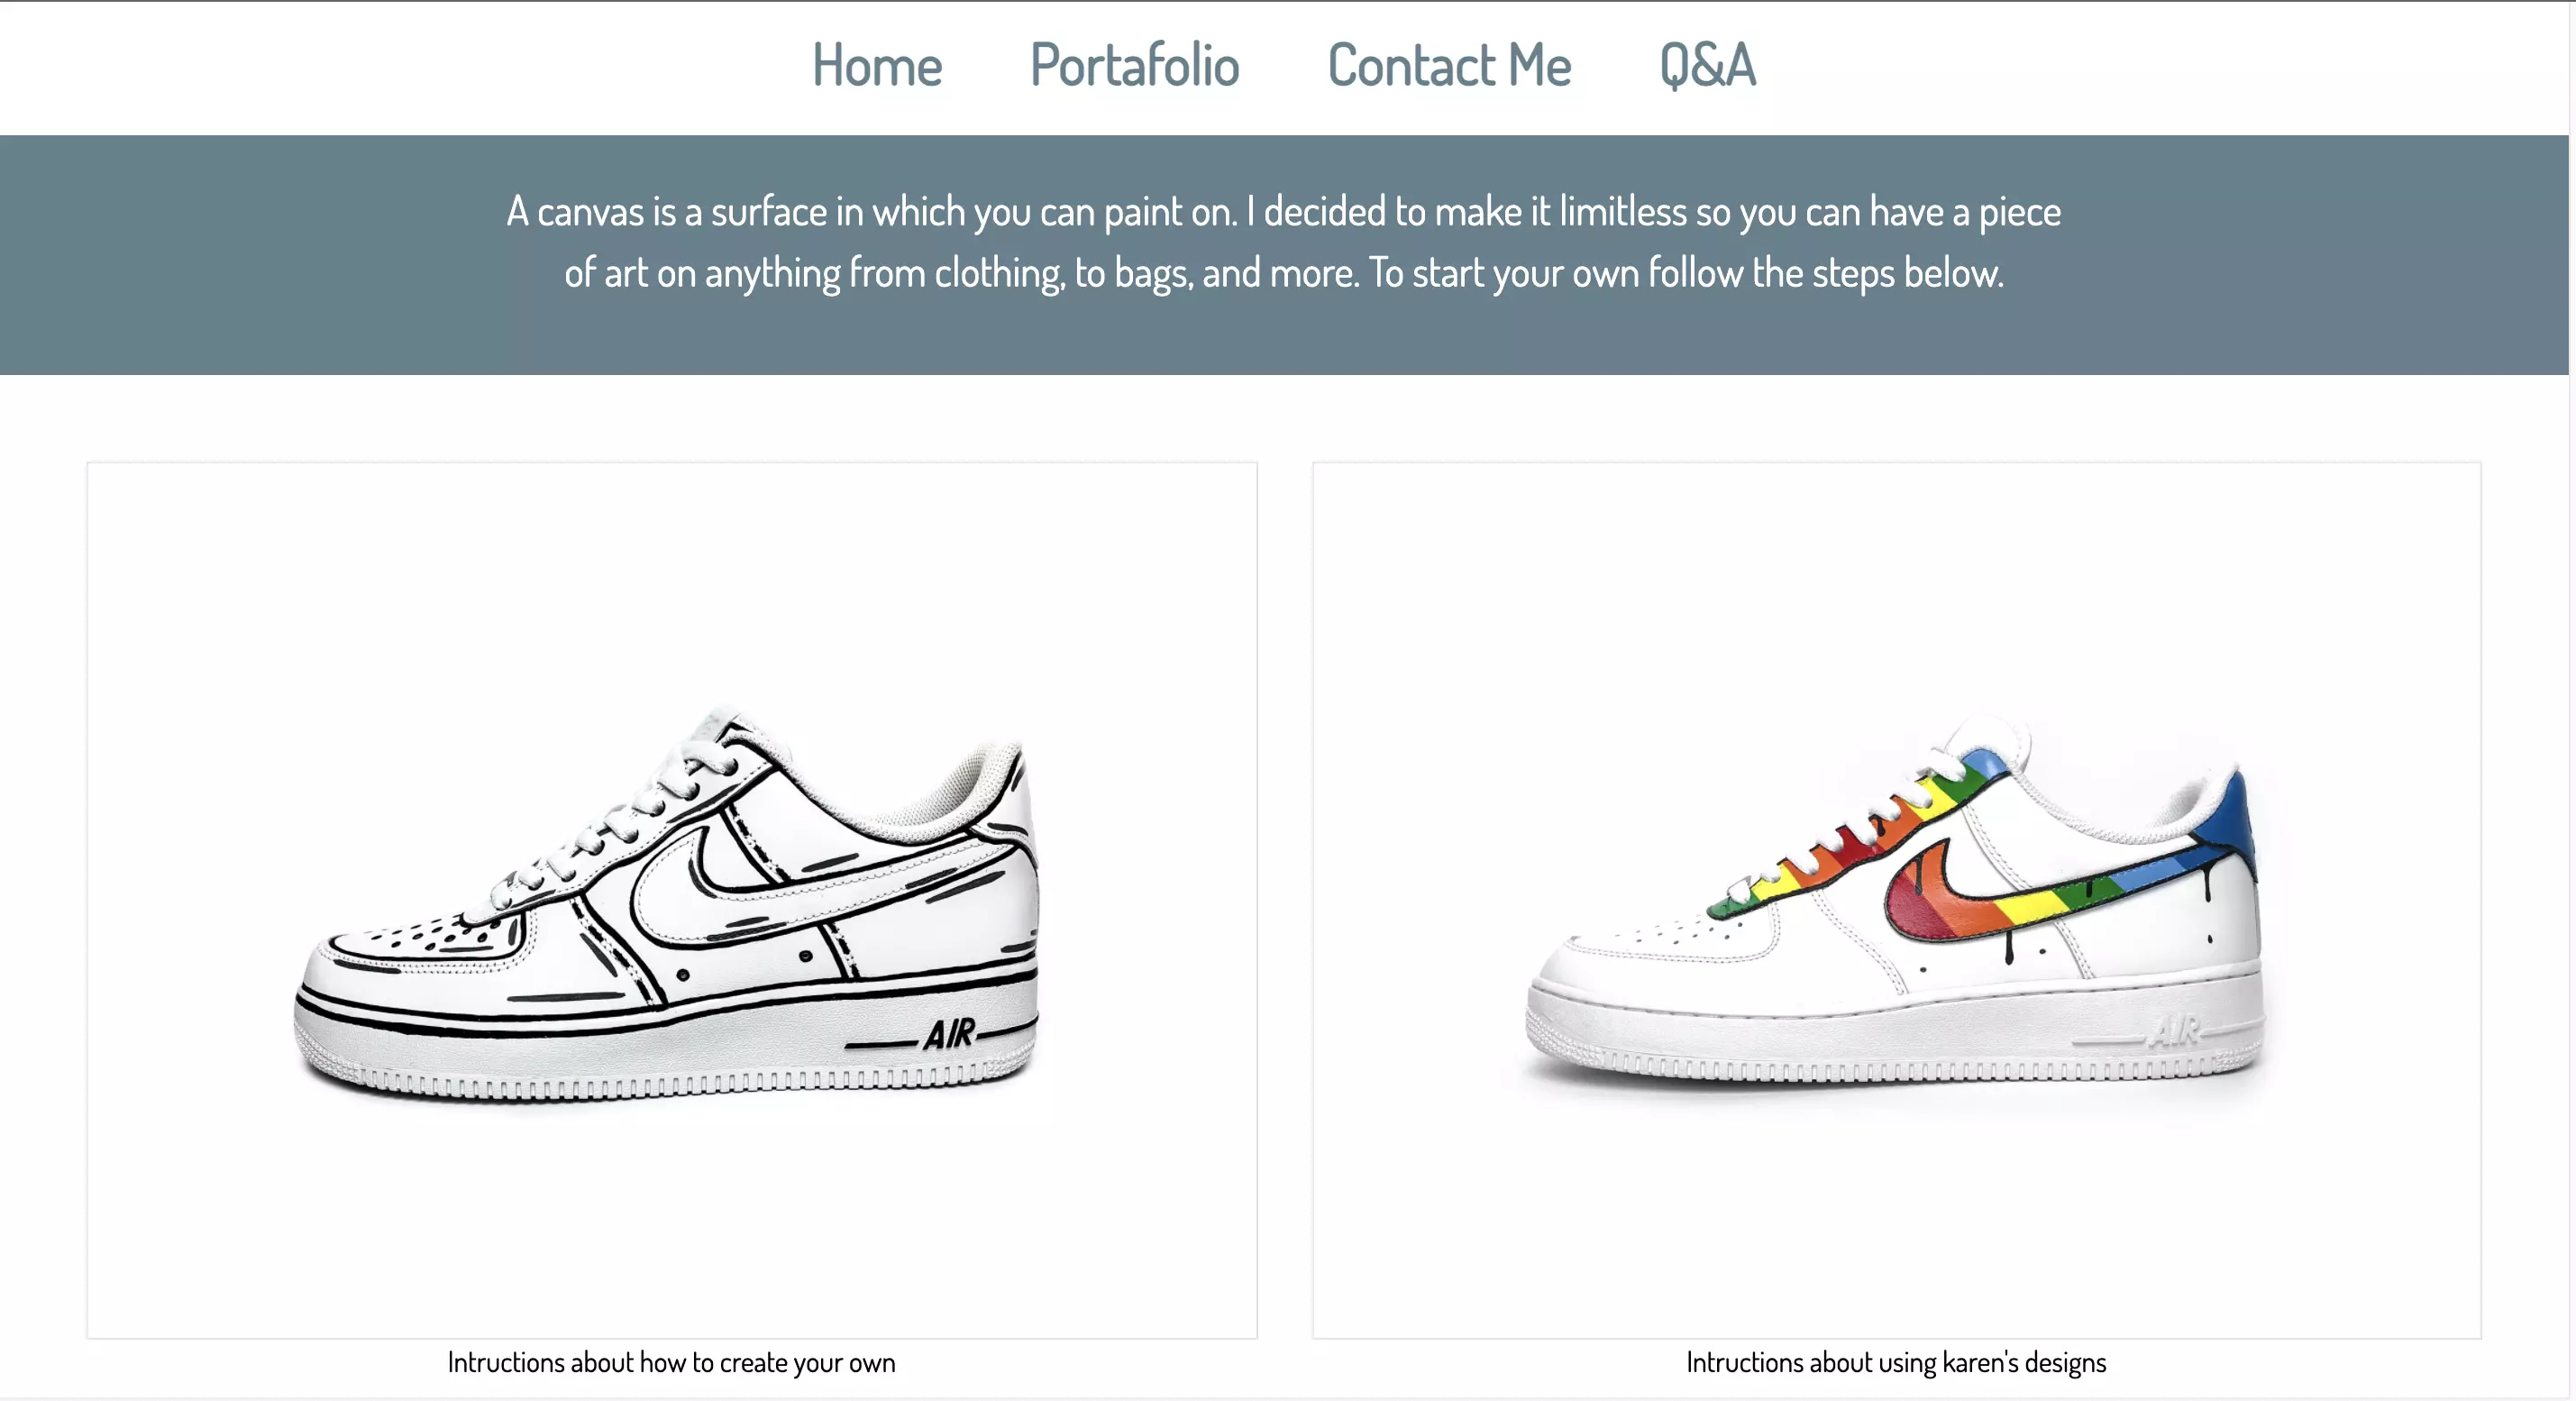 Home Portafolio Contact Me Q&A
A canvas is a surface in which you can paint on. I decided to make it limitless so you can have a piece
of art on anything from clothing, to bags, and more. To start your own follow the steps below.
AIR
AIR
Intructions about how to create your own
Intructions about using karen's designs